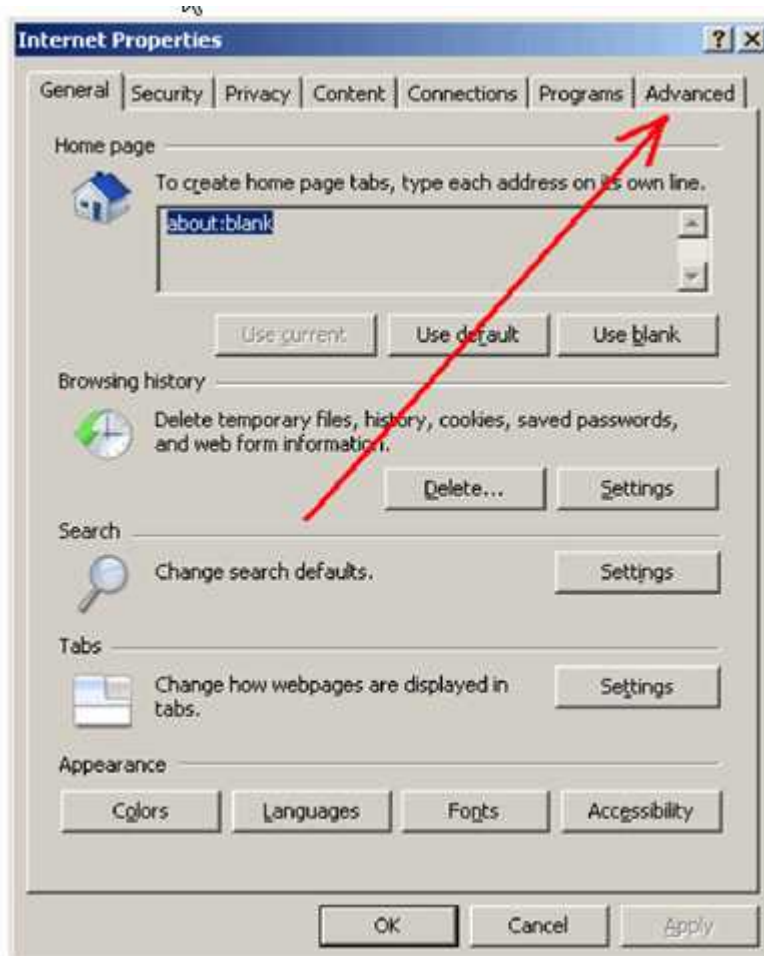 Internet Properties
General Security Privacy Content Connections Programs Advanced
Home page
To create home page tabs, type each address on its own line.
about:blank
Use current Use default Use blank
Browsing history
Delete temporary files, history, cookies, saved passwords,
and web form information.
Delete... Settings
Search
Change search defaults. Settings
Tabs
Change how webpages are displayed in
tabs.
Settings
Appearance
Colors Languages Fonts Accessibility
OK Cancel Apply